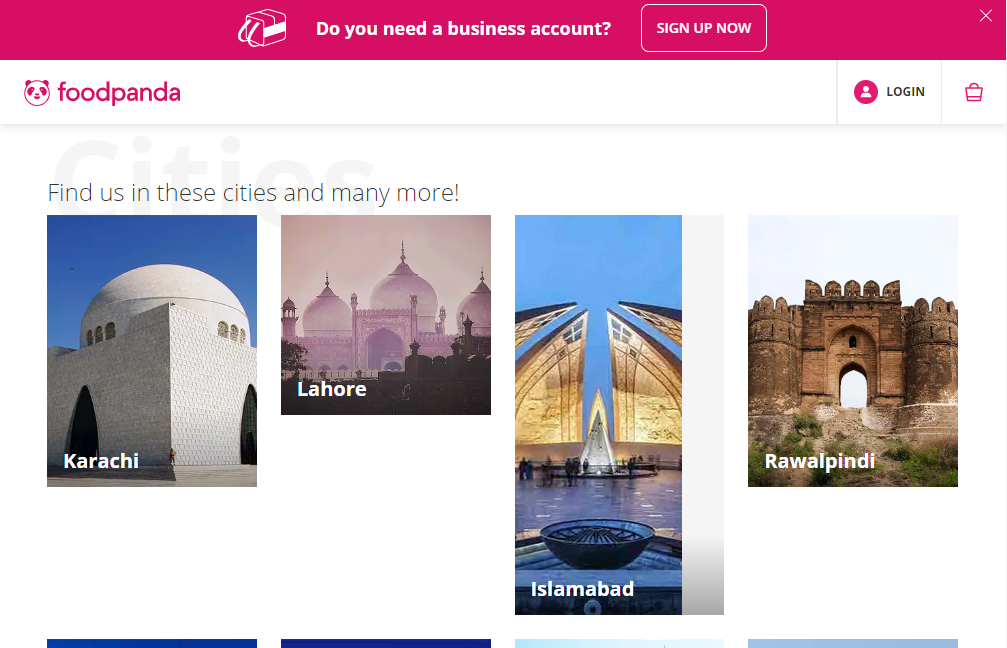 Do you need a business account?
SIGN UP NOW
foodpanda
LOGIN
Cities
Find us in these cities and many more!
Karachi
Lahore
Islamabad
Rawalpindi